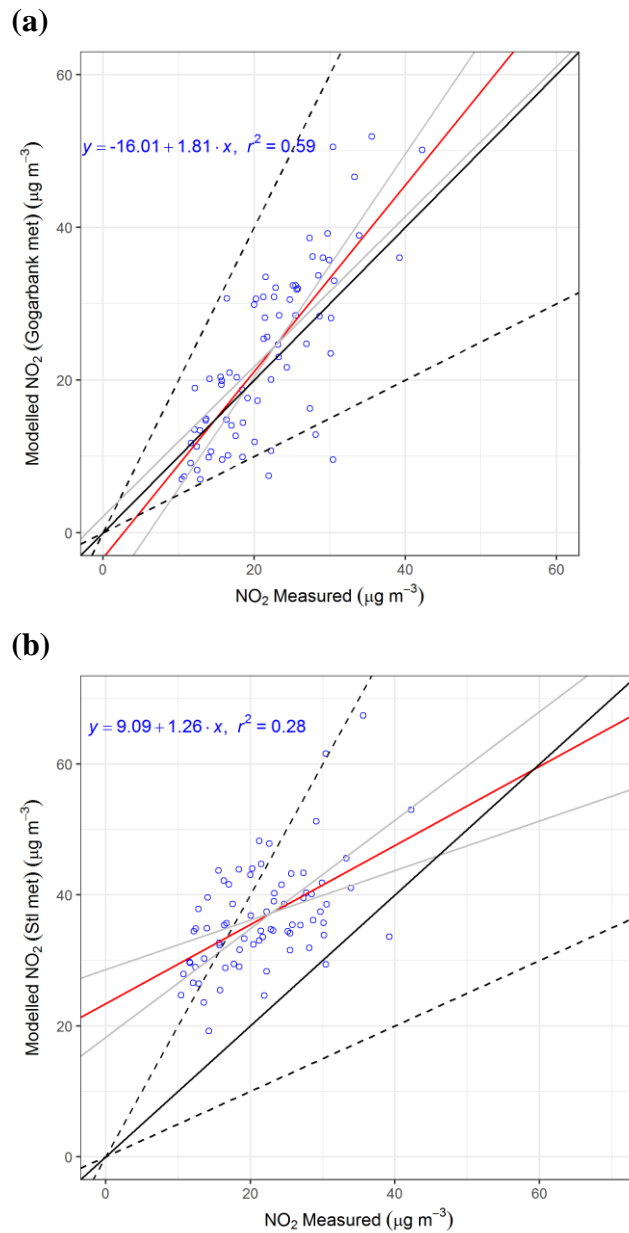 (a)
60
40
20
0
y = -16.01 + 1.81 · x, r² = 0.59
Modelled NO₂ (Gogarbank met) (μg m⁻³)
0 20 40 60
NO₂ Measured (μg m⁻³)
(b)
60
40
20
0
y = 9.09 + 1.26 · x, r² = 0.28
Modelled NO₂ (Stl met) (μg m⁻³)
0 20 40 60
NO₂ Measured (μg m⁻³)